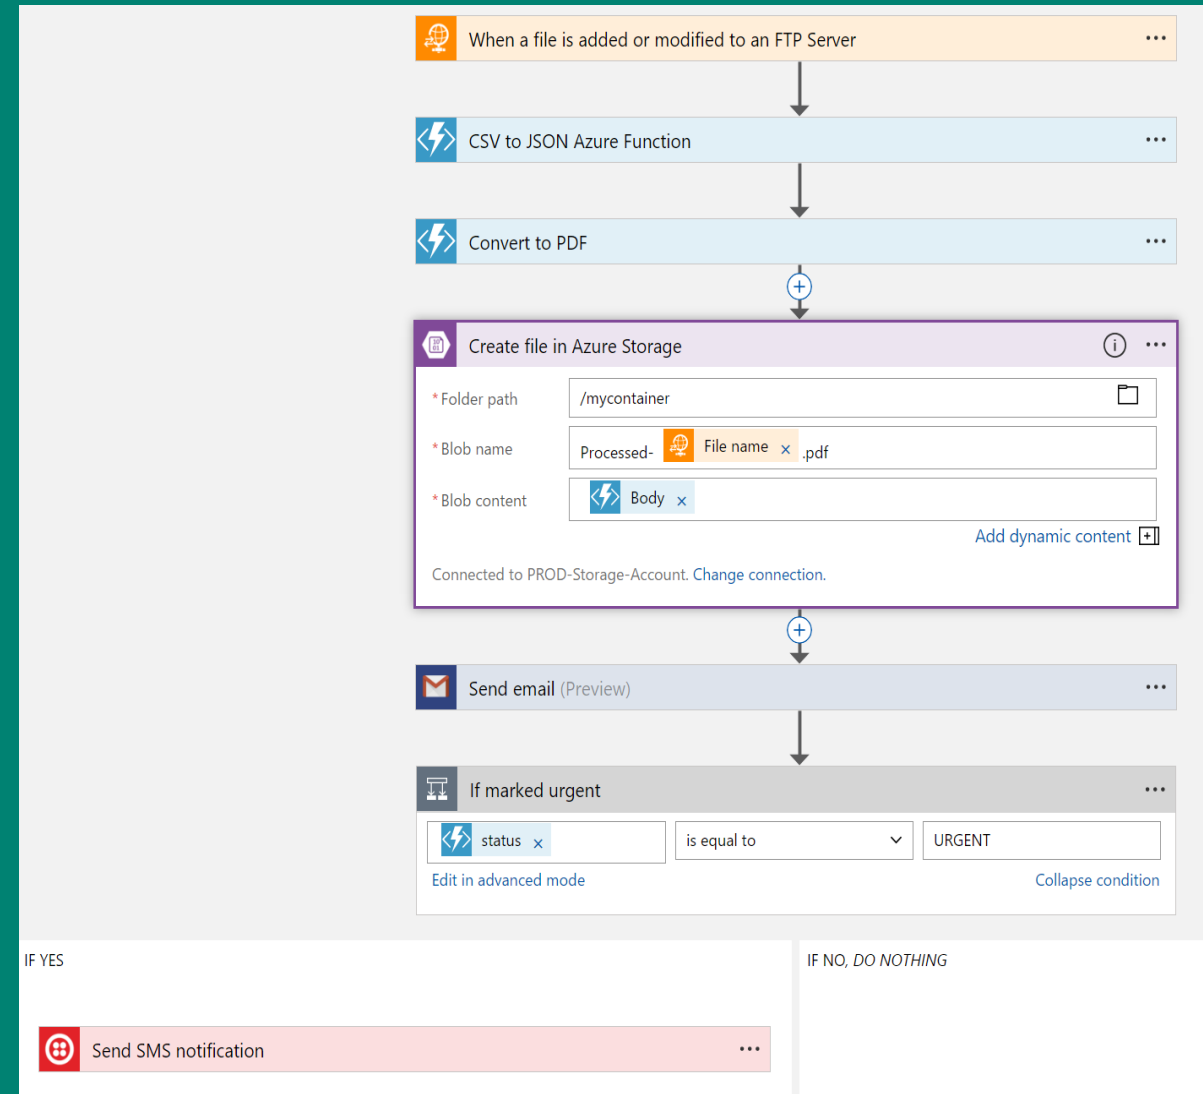 When a file is added or modified to an FTP Server
CSV to JSON Azure Function
Convert to PDF
Create file in Azure Storage
* Folder path /mycontainer
* Blob name Processed- File name × .pdf
* Blob content Body ×
Add dynamic content
Connected to PROD-Storage-Account. Change connection.
Send email (Preview)
If marked urgent
status × is equal to URGENT
Edit in advanced mode Collapse condition
IF YES IF NO, DO NOTHING
Send SMS notification